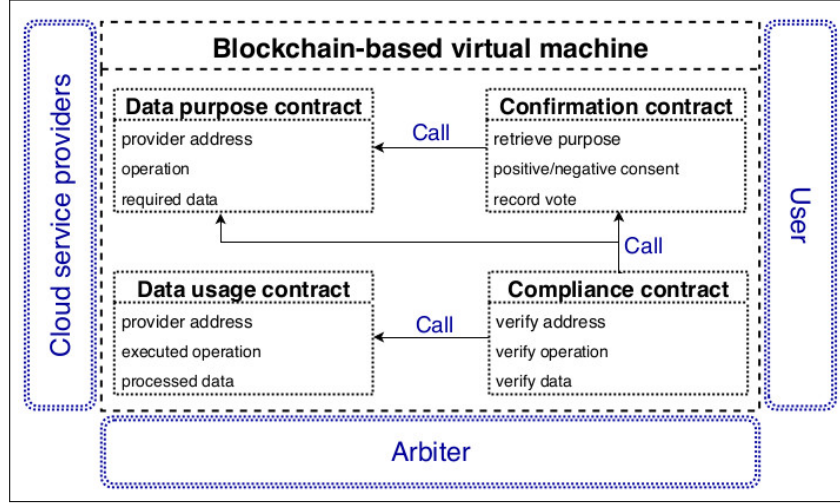 Blockchain-based virtual machine
Cloud service providers
Data purpose contract
provider address
operation
required data
Call
Confirmation contract
retrieve purpose
positive/negative consent
record vote
Call
Data usage contract
provider address
executed operation
processed data
Call
Compliance contract
verify address
verify operation
verify data
User
Arbiter